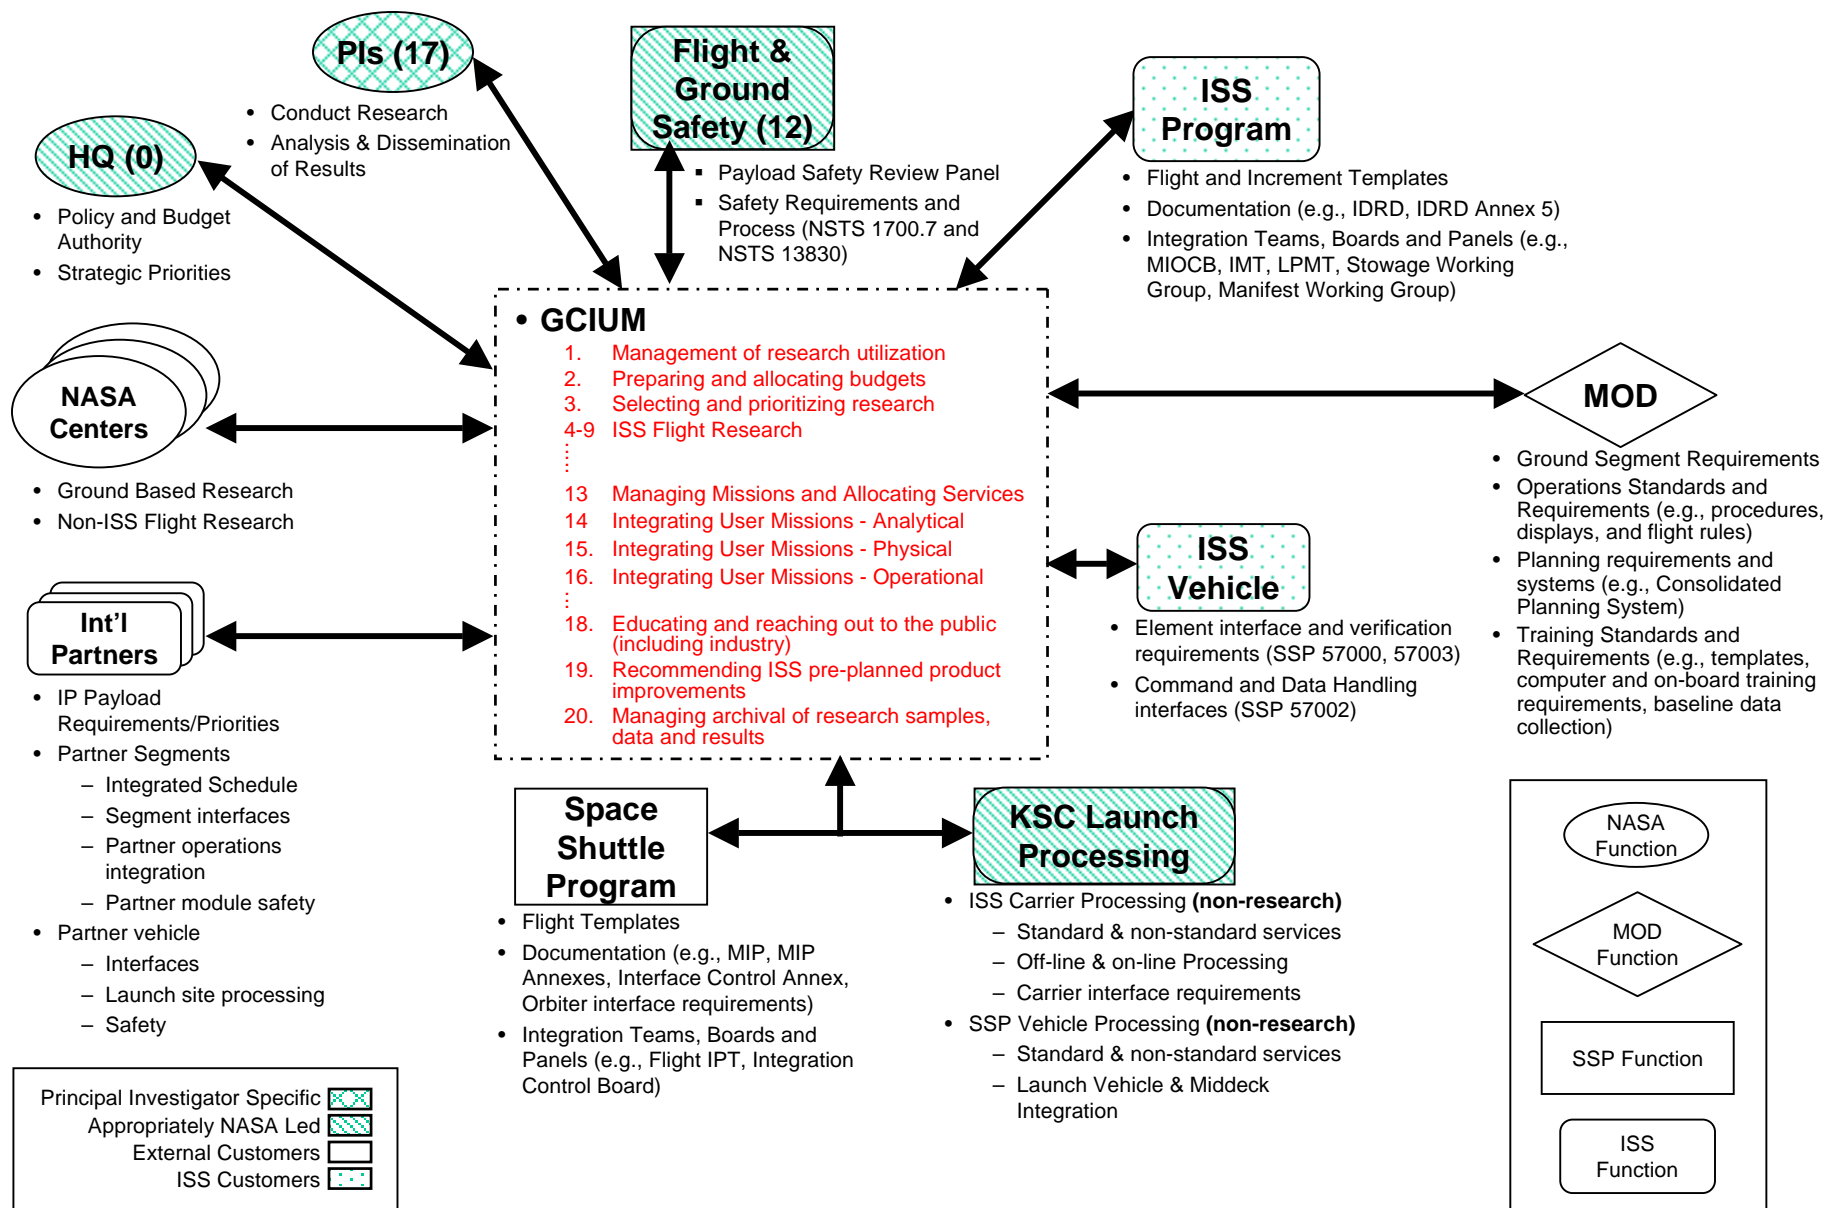 PIs (17)
• Conduct Research
• Analysis & Dissemination
of Results
HQ (0)
• Policy and Budget
Authority
• Strategic Priorities
Flight &
Ground
Safety (12)
▪ Payload Safety Review Panel
▪ Safety Requirements and
Process (NSTS 1700.7 and
NSTS 13830)
ISS
Program
• Flight and Increment Templates
• Documentation (e.g., IDRD, IDRD Annex 5)
• Integration Teams, Boards and Panels (e.g.,
MIOCB, IMT, LPMT, Stowage Working
Group, Manifest Working Group)
NASA
Centers
• Ground Based Research
• Non-ISS Flight Research
Int'l
Partners
• IP Payload
Requirements/Priorities
• Partner Segments
– Integrated Schedule
– Segment interfaces
– Partner operations
integration
– Partner module safety
• Partner vehicle
– Interfaces
– Launch site processing
– Safety
• GCIUM
1. Management of research utilization
2. Preparing and allocating budgets
3. Selecting and prioritizing research
4-9 ISS Flight Research
13 Managing Missions and Allocating Services
14 Integrating User Missions - Analytical
15. Integrating User Missions - Physical
16. Integrating User Missions - Operational
18. Educating and reaching out to the public
(including industry)
19. Recommending ISS pre-planned product
improvements
20. Managing archival of research samples,
data and results
MOD
• Ground Segment Requirements
• Operations Standards and
Requirements (e.g., procedures,
displays, and flight rules)
• Planning requirements and
systems (e.g., Consolidated
Planning System)
• Training Standards and
Requirements (e.g., templates,
computer and on-board training
requirements, baseline data
collection)
ISS
Vehicle
• Element interface and verification
requirements (SSP 57000, 57003)
• Command and Data Handling
interfaces (SSP 57002)
Space
Shuttle
Program
• Flight Templates
• Documentation (e.g., MIP, MIP
Annexes, Interface Control Annex,
Orbiter interface requirements)
• Integration Teams, Boards and
Panels (e.g., Flight IPT, Integration
Control Board)
KSC Launch
Processing
• ISS Carrier Processing (non-research)
– Standard & non-standard services
– Off-line & on-line Processing
– Carrier interface requirements
• SSP Vehicle Processing (non-research)
– Standard & non-standard services
– Launch Vehicle & Middeck
Integration
Principal Investigator Specific
Appropriately NASA Led
External Customers
ISS Customers
NASA
Function
MOD
Function
SSP Function
ISS
Function